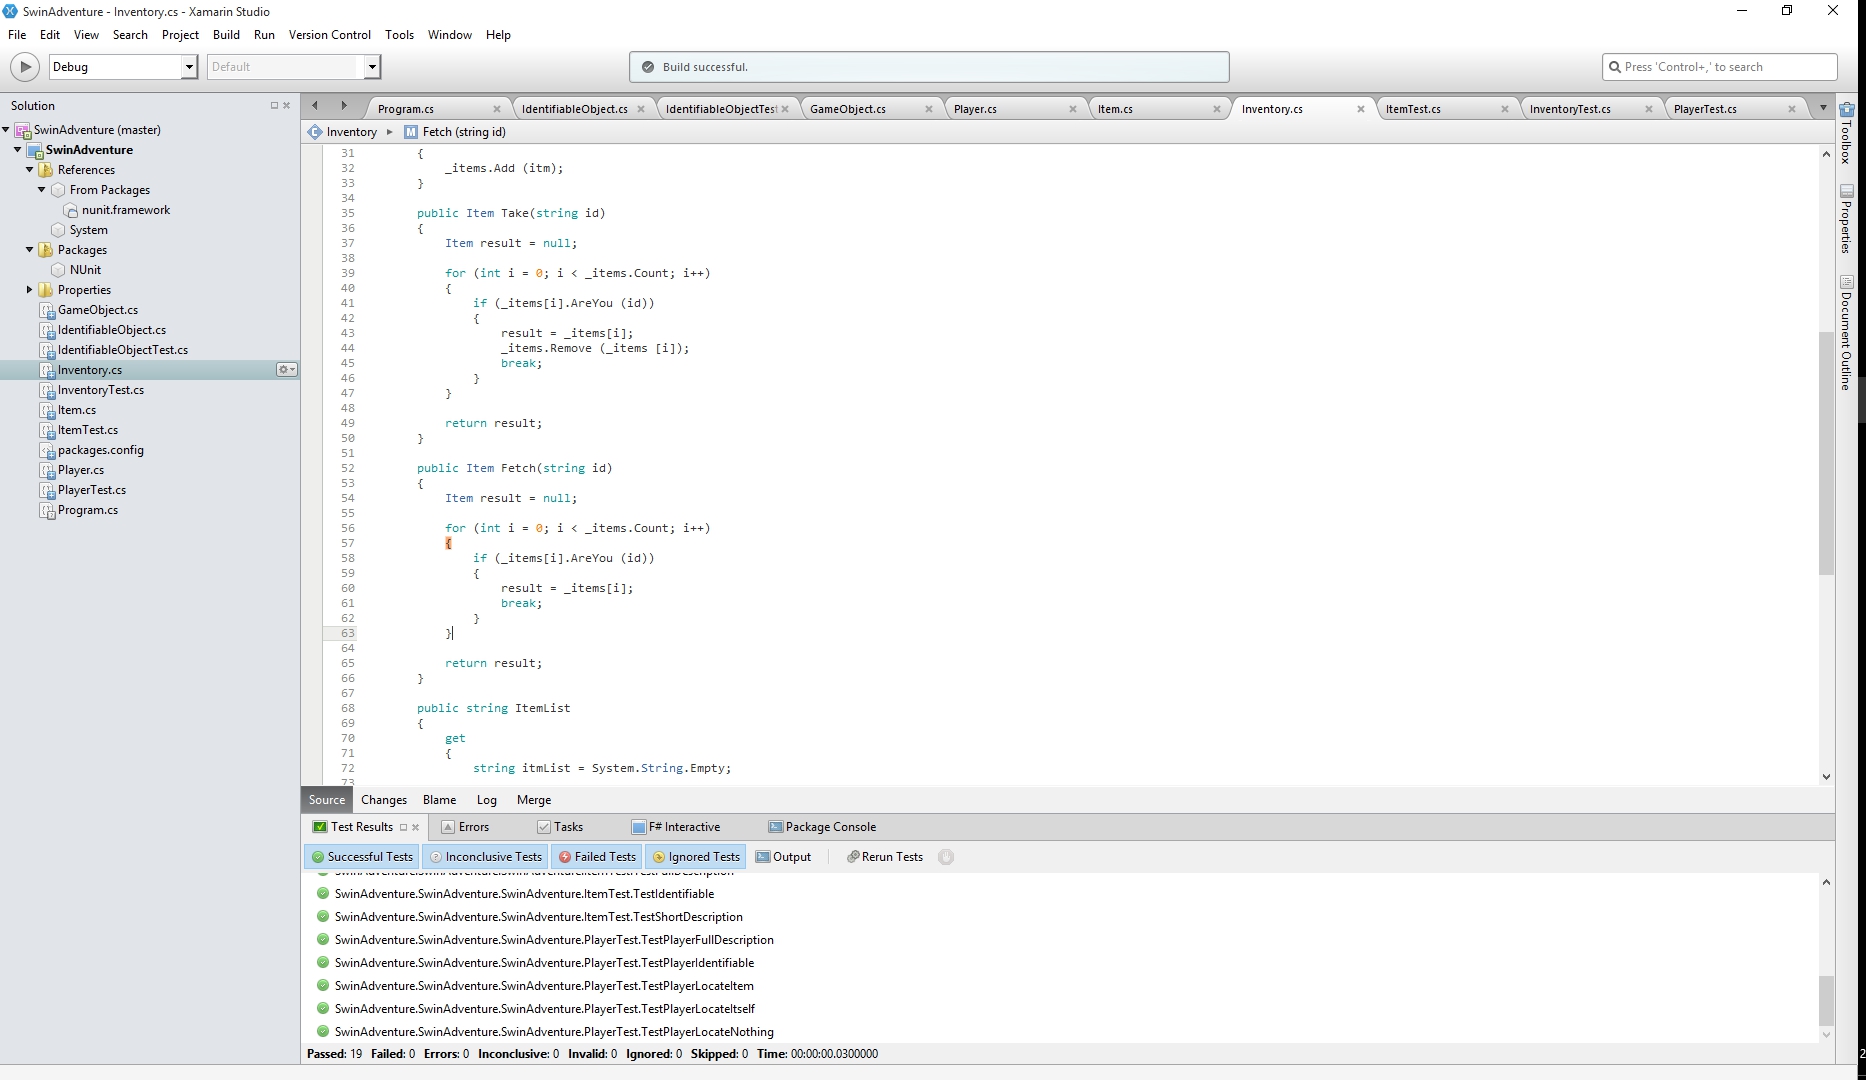 SwinAdventure - Inventory.cs - Xamarin Studio
File Edit View Search Project Build Run Version Control Tools Window Help
Debug Default Build successful. Press 'Control+,' to search
Solution
SwinAdventure (master)
SwinAdventure
References
From Packages
nunit.framework
System
Packages
NUnit
Properties
GameObject.cs
IdentifiableObject.cs
IdentifiableObjectTest.cs
Inventory.cs
InventoryTest.cs
Item.cs
ItemTest.cs
packages.config
Player.cs
PlayerTest.cs
Program.cs
Program.cs IdentifiableObject.cs IdentifiableObjectTest GameObject.cs Player.cs Item.cs Inventory.cs ItemTest.cs InventoryTest.cs PlayerTest.cs
Inventory Fetch (string id)
31 {
32 _items.Add (itm);
33 }
34
35 public Item Take(string id)
36 {
37 Item result = null;
38
39 for (int i = 0; i < _items.Count; i++)
40 {
41 if (_items[i].AreYou (id))
42 {
43 result = _items[i];
44 _items.Remove (_items [i]);
45 break;
46 }
47 }
48
49 return result;
50 }
51
52 public Item Fetch(string id)
53 {
54 Item result = null;
55
56 for (int i = 0; i < _items.Count; i++)
57 {
58 if (_items[i].AreYou (id))
59 {
60 result = _items[i];
61 break;
62 }
63 }
64
65 return result;
66 }
67
68 public string ItemList
69 {
70 get
71 {
72 string itmList = System.String.Empty;
73
Toolbox
Properties
Document Outline
Source Changes Blame Log Merge
Test Results Errors Tasks F# Interactive Package Console
Successful Tests Inconclusive Tests Failed Tests Ignored Tests Output Rerun Tests
SwinAdventure.SwinAdventure.SwinAdventure.ItemTest.TestFullDescription
SwinAdventure.SwinAdventure.SwinAdventure.ItemTest.TestIdentifiable
SwinAdventure.SwinAdventure.SwinAdventure.ItemTest.TestShortDescription
SwinAdventure.SwinAdventure.SwinAdventure.PlayerTest.TestPlayerFullDescription
SwinAdventure.SwinAdventure.SwinAdventure.PlayerTest.TestPlayerIdentifiable
SwinAdventure.SwinAdventure.SwinAdventure.PlayerTest.TestPlayerLocateItem
SwinAdventure.SwinAdventure.SwinAdventure.PlayerTest.TestPlayerLocateItself
SwinAdventure.SwinAdventure.SwinAdventure.PlayerTest.TestPlayerLocateNothing
Passed: 19 Failed: 0 Errors: 0 Inconclusive: 0 Invalid: 0 Ignored: 0 Skipped: 0 Time: 00:00:00.0300000
2